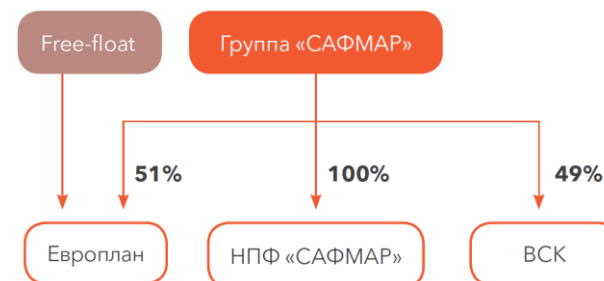 Free-float
Группа «САФМАР»
51%
100%
49%
Европлан
НПФ «САФМАР»
ВСК